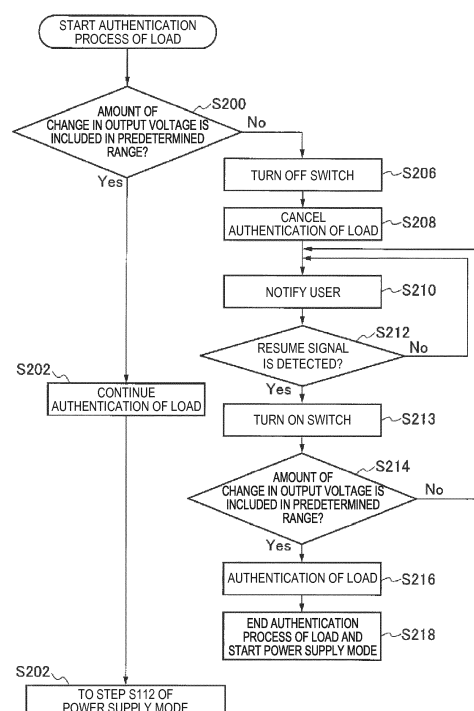 START AUTHENTICATION
PROCESS OF LOAD
S200
AMOUNT OF
CHANGE IN OUTPUT VOLTAGE IS
INCLUDED IN PREDETERMINED
RANGE?
No
Yes
TURN OFF SWITCH
S206
CANCEL
AUTHENTICATION OF LOAD
S208
NOTIFY USER
S210
S212
RESUME SIGNAL
IS DETECTED?
No
Yes
S202
CONTINUE
AUTHENTICATION OF LOAD
TURN ON SWITCH
S213
S214
AMOUNT OF
CHANGE IN OUTPUT VOLTAGE IS
INCLUDED IN PREDETERMINED
RANGE?
No
Yes
AUTHENTICATION OF LOAD
S216
END AUTHENTICATION
PROCESS OF LOAD AND
START POWER SUPPLY MODE
S218
S202
TO STEP S112 OF
POWER SUPPLY MODE